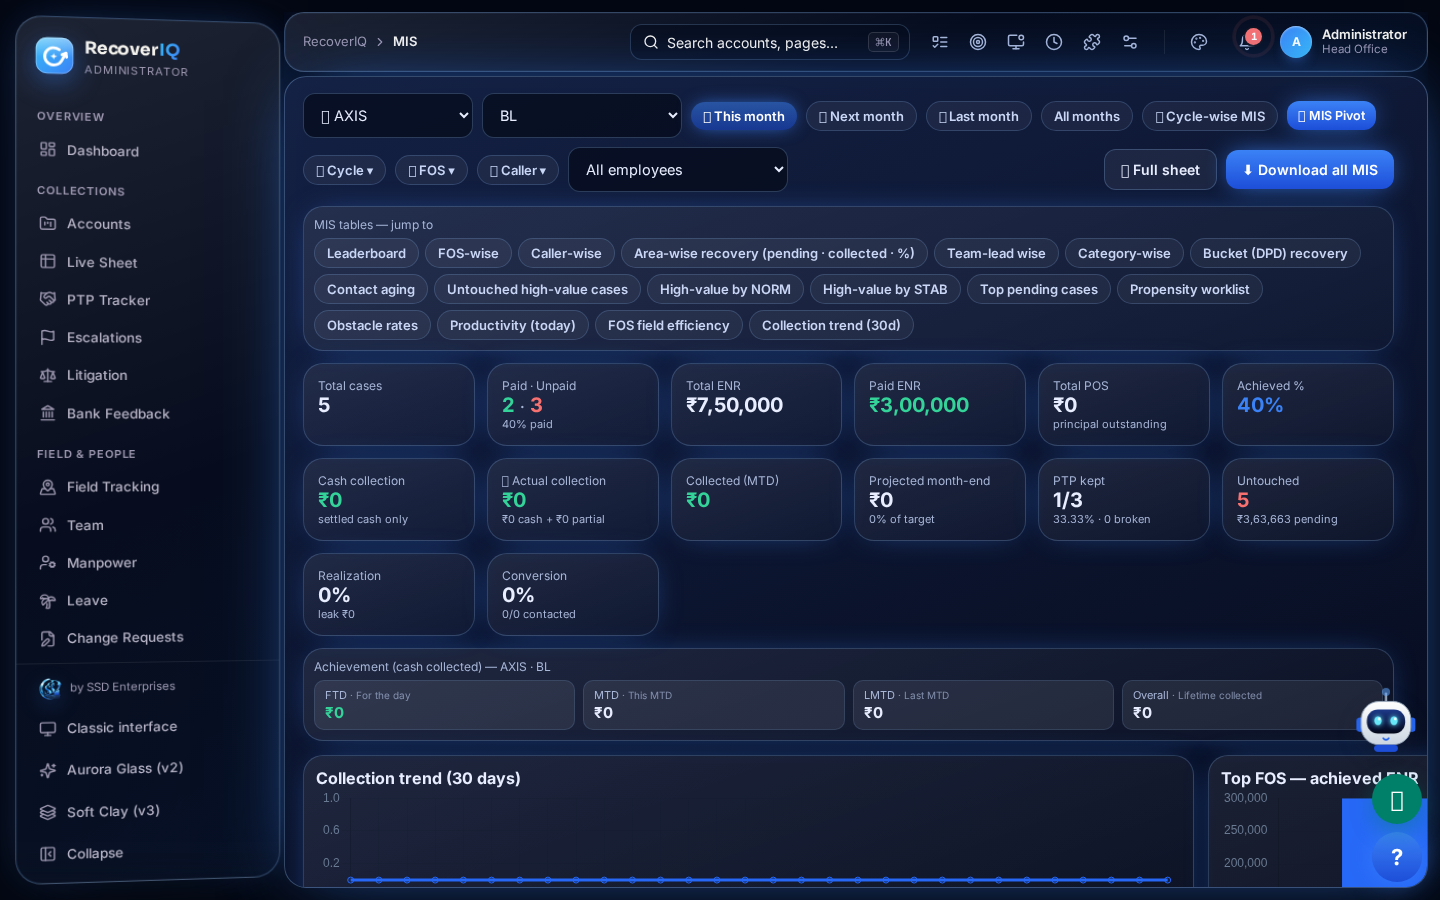 RecoverIQ
ADMINISTRATOR
OVERVIEW
Dashboard
COLLECTIONS
Accounts
Live Sheet
PTP Tracker
Escalations
Litigation
Bank Feedback
FIELD & PEOPLE
Field Tracking
Team
Manpower
Leave
Change Requests
by SSD Enterprises
Classic interface
Aurora Glass (v2)
Soft Clay (v3)
Collapse
RecoverIQ > MIS
Search accounts, pages... ⌘K
1
A
Administrator
Head Office
AXIS BL This month Next month Last month All months Cycle-wise MIS MIS Pivot
Cycle ▾ FOS ▾ Caller ▾ All employees Full sheet ⬇ Download all MIS
MIS tables — jump to
Leaderboard FOS-wise Caller-wise Area-wise recovery (pending · collected · %) Team-lead wise Category-wise Bucket (DPD) recovery
Contact aging Untouched high-value cases High-value by NORM High-value by STAB Top pending cases Propensity worklist
Obstacle rates Productivity (today) FOS field efficiency Collection trend (30d)
Total cases
5
Paid · Unpaid
2 · 3
40% paid
Total ENR
₹7,50,000
Paid ENR
₹3,00,000
Total POS
₹0
principal outstanding
Achieved %
40%
Cash collection
₹0
settled cash only
Actual collection
₹0
₹0 cash + ₹0 partial
Collected (MTD)
₹0
Projected month-end
₹0
0% of target
PTP kept
1/3
33.33% · 0 broken
Untouched
5
₹3,63,663 pending
Realization
0%
leak ₹0
Conversion
0%
0/0 contacted
Achievement (cash collected) — AXIS · BL
FTD · For the day
₹0
MTD · This MTD
₹0
LMTD · Last MTD
₹0
Overall · Lifetime collected
₹0
Collection trend (30 days)
1.0
0.6
0.2
Top FOS — achieved ENR
300,000
250,000
200,000
?